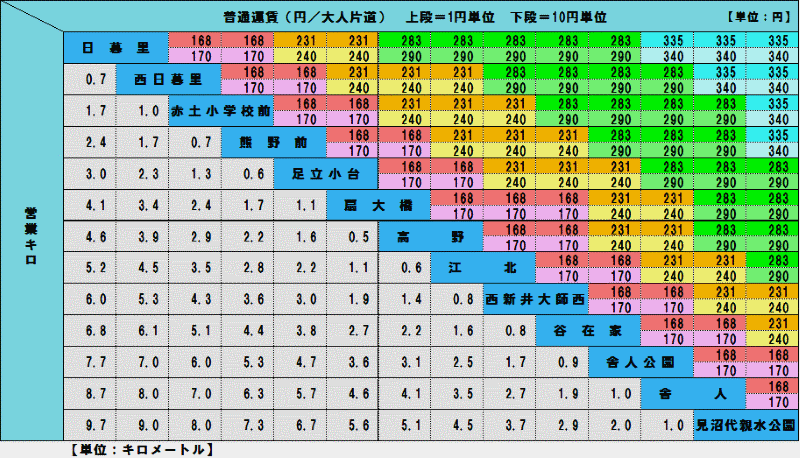 普通運賃（円／大人片道）　上段＝1円単位　下段＝10円単位　【単位：円】
営業キロ
日暮里 168 168 231 231 283 283 283 283 283 335 335 335
170 170 240 240 290 290 290 290 290 340 340 340
0.7 西日暮里 168 168 231 231 231 283 283 283 283 335 335
170 170 240 240 240 290 290 290 290 340 340
1.7 1.0 赤土小学校前 168 168 231 231 231 283 283 283 283 335
170 170 240 240 240 290 290 290 290 340
2.4 1.7 0.7 熊野前 168 168 231 231 231 283 283 283 335
170 170 240 240 240 290 290 290 340
3.0 2.3 1.3 0.6 足立小台 168 168 231 231 231 283 283 283
170 170 240 240 240 290 290 290
4.1 3.4 2.4 1.7 1.1 扇大橋 168 168 168 231 231 283 283
170 170 170 240 240 290 290
4.6 3.9 2.9 2.2 1.6 0.5 高野 168 168 231 231 283 283
170 170 240 240 290 290
5.2 4.5 3.5 2.8 2.2 1.1 0.6 江北 168 168 231 231 283
170 170 240 240 290
6.0 5.3 4.3 3.6 3.0 1.9 1.4 0.8 西新井大師西 168 168 231 231
170 170 240 240
6.8 6.1 5.1 4.4 3.8 2.7 2.2 1.6 0.8 谷在家 168 168 231
170 170 240
7.7 7.0 6.0 5.3 4.7 3.6 3.1 2.5 1.7 0.9 舎人公園 168 168
170 170
8.7 8.0 7.0 6.3 5.7 4.6 4.1 3.5 2.7 1.9 1.0 舎人 168
170
9.7 9.0 8.0 7.3 6.7 5.6 5.1 4.5 3.7 2.9 2.0 1.0 見沼代親水公園
【単位：キロメートル】